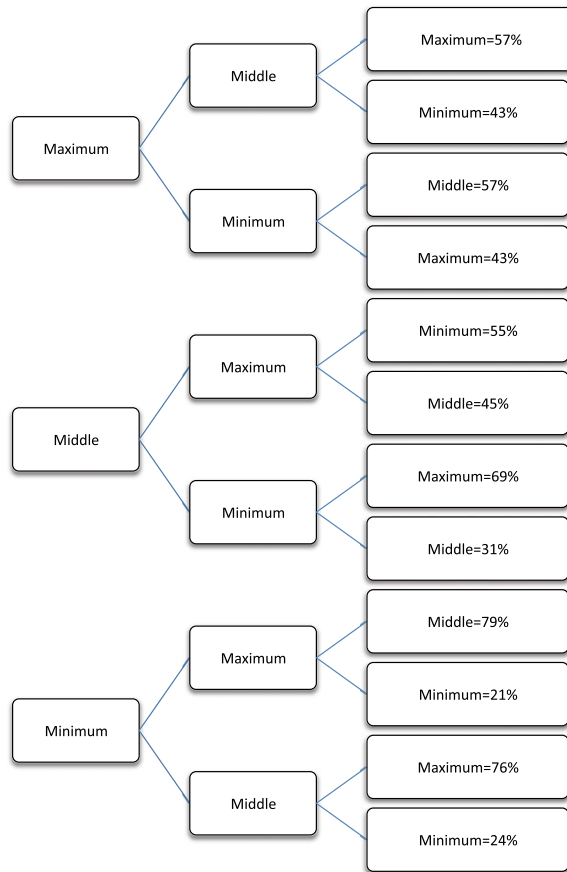 Maximum
Middle
Maximum=57%
Minimum=43%
Minimum
Middle=57%
Maximum=43%
Middle
Maximum
Minimum=55%
Middle=45%
Minimum
Maximum=69%
Middle=31%
Minimum
Maximum
Middle=79%
Minimum=21%
Middle
Maximum=76%
Minimum=24%